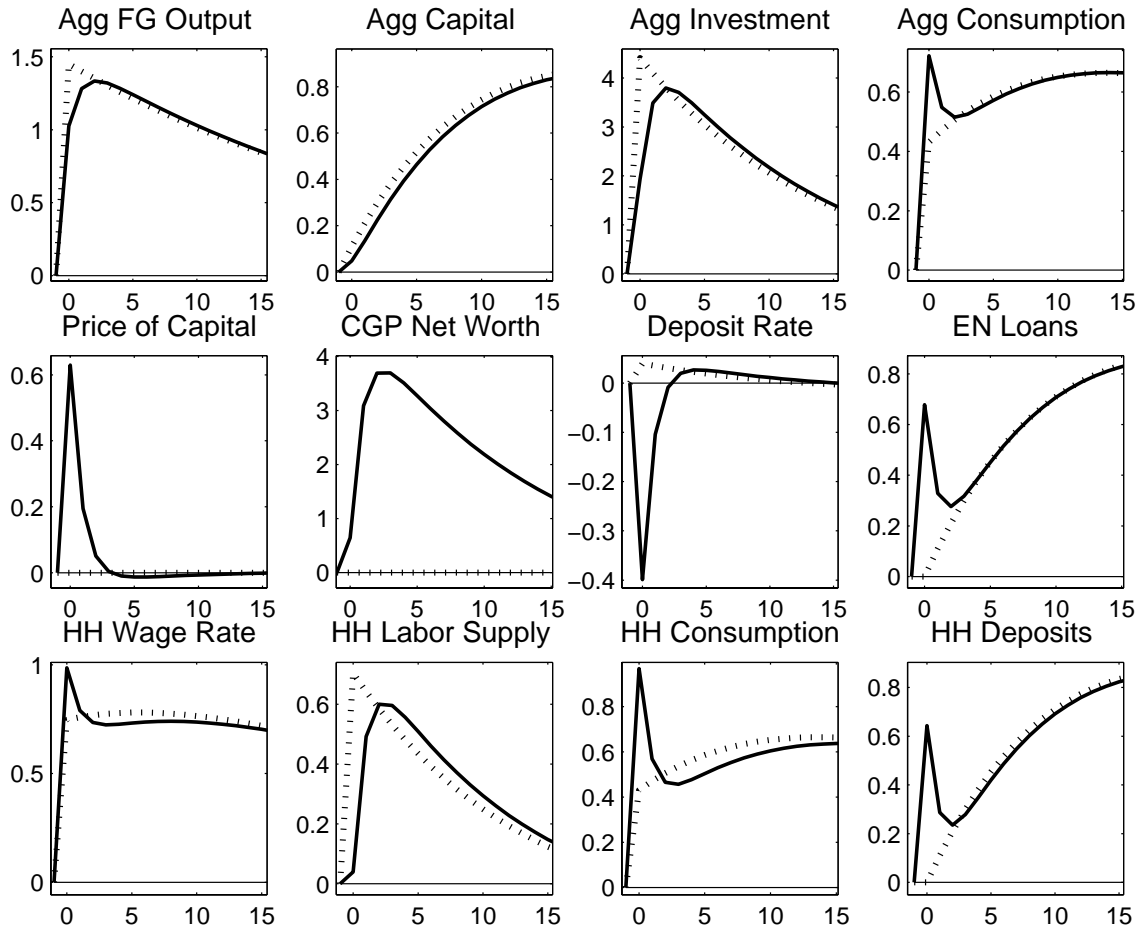 Agg FG Output
Agg Capital
Agg Investment
Agg Consumption
1.5
1
0.5
0
0 5 10 15
0.8
0.6
0.4
0.2
0
0 5 10 15
4
3
2
1
0
0 5 10 15
0.6
0.4
0.2
0
0 5 10 15
Price of Capital
CGP Net Worth
Deposit Rate
EN Loans
0.6
0.4
0.2
0
0 5 10 15
4
3
2
1
0
0 5 10 15
0
−0.1
−0.2
−0.3
−0.4
0 5 10 15
0.8
0.6
0.4
0.2
0
0 5 10 15
HH Wage Rate
HH Labor Supply
HH Consumption
HH Deposits
1
0.5
0
0 5 10 15
0.6
0.4
0.2
0
0 5 10 15
0.8
0.6
0.4
0.2
0
0 5 10 15
0.8
0.6
0.4
0.2
0
0 5 10 15